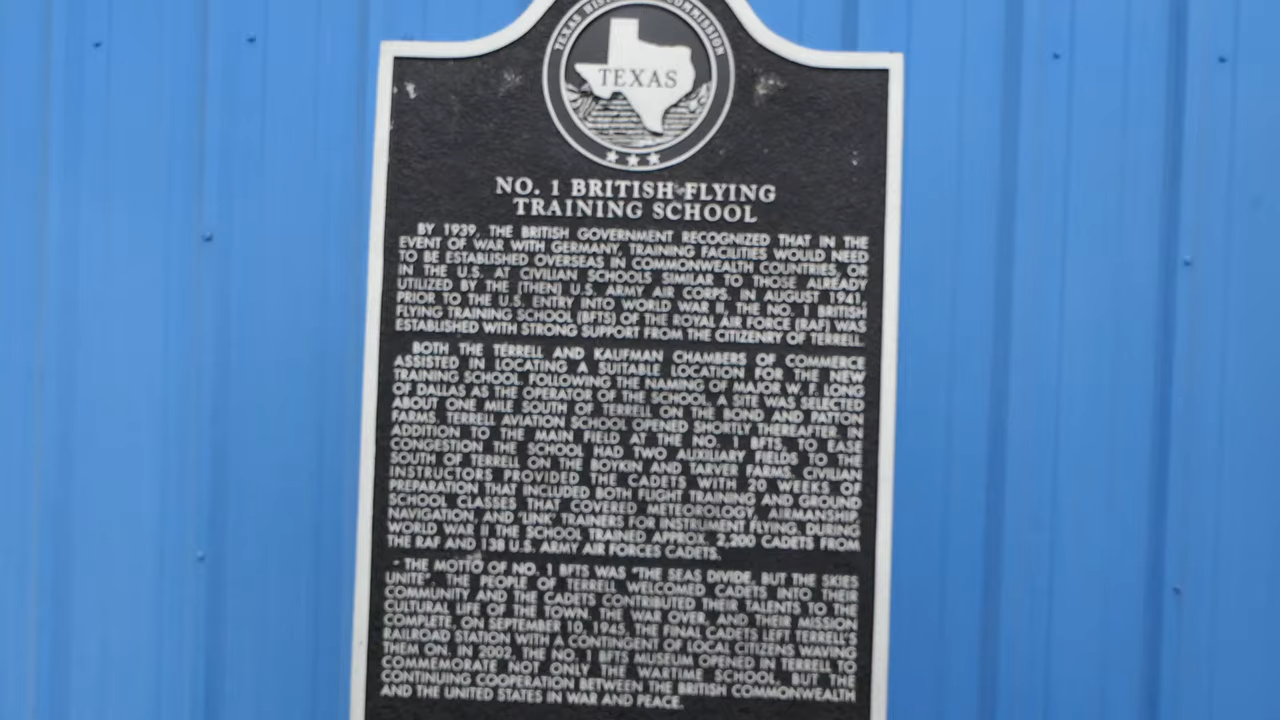 TEXAS HISTORICAL COMMISSION
TEXAS
NO. 1 BRITISH FLYING
TRAINING SCHOOL
BY 1939, THE BRITISH GOVERNMENT RECOGNIZED THAT IN THE
EVENT OF WAR WITH GERMANY, TRAINING FACILITIES WOULD NEED
TO BE ESTABLISHED OVERSEAS IN COMMONWEALTH COUNTRIES, OR
IN THE U.S. AT CIVILIAN SCHOOLS SIMILAR TO THOSE ALREADY
UTILIZED BY THE (THEN) U.S. ARMY AIR CORPS. IN AUGUST 1941,
PRIOR TO THE U.S. ENTRY INTO WORLD WAR II, THE NO. 1 BRITISH
FLYING TRAINING SCHOOL (BFTS) OF THE ROYAL AIR FORCE (RAF) WAS
ESTABLISHED WITH STRONG SUPPORT FROM THE CITIZENRY OF TERRELL.
BOTH THE TERRELL AND KAUFMAN CHAMBERS OF COMMERCE
ASSISTED IN LOCATING A SUITABLE LOCATION FOR THE NEW
TRAINING SCHOOL. FOLLOWING THE NAMING OF MAJOR W. F. LONG
OF DALLAS AS THE OPERATOR OF THE SCHOOL, A SITE WAS SELECTED
ABOUT ONE MILE SOUTH OF TERRELL ON THE BOND AND PATTON
FARMS. TERRELL AVIATION SCHOOL OPENED SHORTLY THEREAFTER. IN
ADDITION TO THE MAIN FIELD AT THE NO. 1 BFTS, TO EASE
CONGESTION THE SCHOOL HAD TWO AUXILIARY FIELDS TO THE
SOUTH OF TERRELL ON THE BOYKIN AND TARVER FARMS. CIVILIAN
INSTRUCTORS PROVIDED THE CADETS WITH 20 WEEKS OF
PREPARATION THAT INCLUDED BOTH FLIGHT TRAINING AND GROUND
SCHOOL CLASSES THAT COVERED METEOROLOGY, AIRMANSHIP,
NAVIGATION, AND 'LINK' TRAINERS FOR INSTRUMENT FLYING. DURING
WORLD WAR II THE SCHOOL TRAINED APPROX. 2,200 CADETS FROM
THE RAF AND 138 U.S. ARMY AIR FORCES CADETS.
THE MOTTO OF NO. 1 BFTS WAS "THE SEAS DIVIDE, BUT THE SKIES
UNITE". THE PEOPLE OF TERRELL WELCOMED CADETS INTO THEIR
COMMUNITY AND THE CADETS CONTRIBUTED THEIR TALENTS TO THE
CULTURAL LIFE OF THE TOWN. THE WAR OVER, AND THEIR MISSION
COMPLETE, ON SEPTEMBER 10, 1945, THE FINAL CADETS LEFT TERRELL'S
RAILROAD STATION WITH A CONTINGENT OF LOCAL CITIZENS WAVING
THEM ON. IN 2002, THE NO. 1 BFTS MUSEUM OPENED IN TERRELL TO
COMMEMORATE NOT ONLY THE WARTIME SCHOOL, BUT THE
CONTINUING COOPERATION BETWEEN THE BRITISH COMMONWEALTH
AND THE UNITED STATES IN WAR AND PEACE.